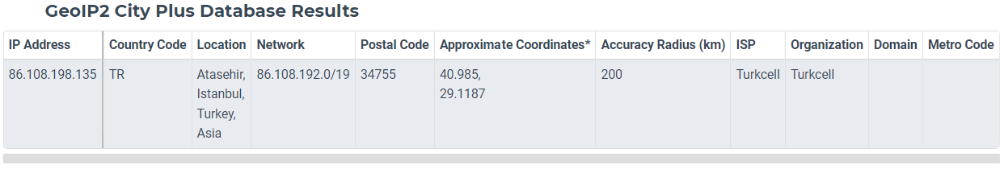 GeoIP2 City Plus Database Results
IP Address Country Code Location Network Postal Code Approximate Coordinates* Accuracy Radius (km) ISP Organization Domain Metro Code
86.108.198.135 TR Atasehir, 86.108.192.0/19 34755 40.985, 200 Turkcell Turkcell
Istanbul, 29.1187
Turkey,
Asia